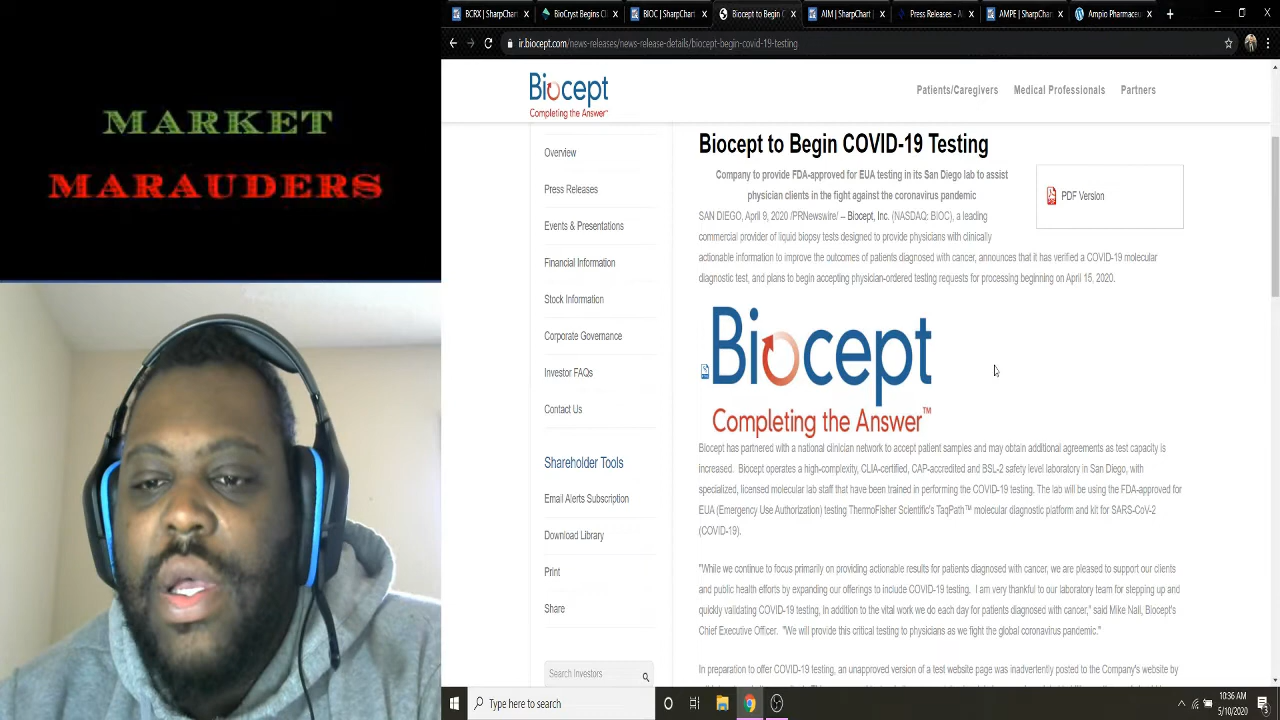 MARKET
MARAUDERS
BCRX | SharpChar
BioCryst Begins Cl
BIOC | SharpChart
Biocept to Begin C
AIM | SharpChart
Press Releases - A
AMPE | SharpChar
Ampio Pharmaceu
ir.biocept.com/news-releases/news-release-details/biocept-begin-covid-19-testing
Biocept
Completing the Answer™
Patients/Caregivers
Medical Professionals
Partners
Overview
Press Releases
Events & Presentations
Financial Information
Stock Information
Corporate Governance
Investor FAQs
Contact Us
Shareholder Tools
Email Alerts Subscription
Download Library
Print
Share
Search Investors
Biocept to Begin COVID-19 Testing
Company to provide FDA-approved for EUA testing in its San Diego lab to assist
physician clients in the fight against the coronavirus pandemic
PDF Version
SAN DIEGO, April 9, 2020 /PRNewswire/ – Biocept, Inc. (NASDAQ: BIOC), a leading
commercial provider of liquid biopsy tests designed to provide physicians with clinically
actionable information to improve the outcomes of patients diagnosed with cancer, announces that it has verified a COVID-19 molecular
diagnostic test, and plans to begin accepting physician-ordered testing requests for processing beginning on April 15, 2020.
Biocept
Completing the Answer™
Biocept has partnered with a national clinician network to accept patient samples and may obtain additional agreements as test capacity is
increased. Biocept operates a high-complexity, CLIA-certified, CAP-accredited and BSL-2 safety level laboratory in San Diego, with
specialized, licensed molecular lab staff that have been trained in performing the COVID-19 testing. The lab will be using the FDA-approved for
EUA (Emergency Use Authorization) testing ThermoFisher Scientific's TaqPath™ molecular diagnostic platform and kit for SARS-CoV-2
(COVID-19).
"While we continue to focus primarily on providing actionable results for patients diagnosed with cancer, we are pleased to support our clients
and public health efforts by expanding our offerings to include COVID-19 testing. I am very thankful to our laboratory team for stepping up and
quickly validating COVID-19 testing, in addition to the vital work we do each day for patients diagnosed with cancer," said Mike Nall, Biocept's
Chief Executive Officer. "We will provide this critical testing to physicians as we fight the global coronavirus pandemic."
In preparation to offer COVID-19 testing, an unapproved version of a test website page was inadvertently posted to the Company's website by
Type here to search
10:36 AM
5/10/2020